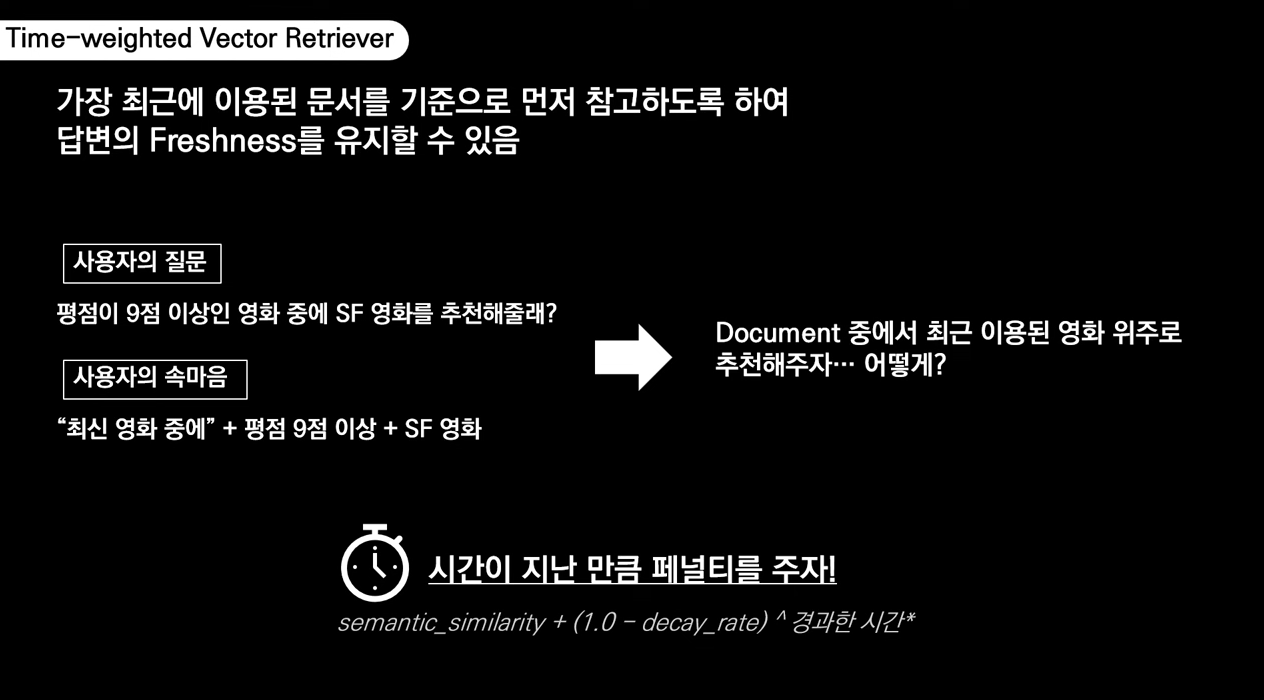 Time-weighted Vector Retriever
가장 최근에 이용된 문서를 기준으로 먼저 참고하도록 하여
답변의 Freshness를 유지할 수 있음
사용자의 질문
평점이 9점 이상인 영화 중에 SF 영화를 추천해줄래?
사용자의 속마음
“최신 영화 중에” + 평점 9점 이상 + SF 영화
Document 중에서 최근 이용된 영화 위주로
추천해주자… 어떻게?
시간이 지난 만큼 페널티를 주자!
semantic_similarity + (1.0 - decay_rate) ^ 경과한 시간*